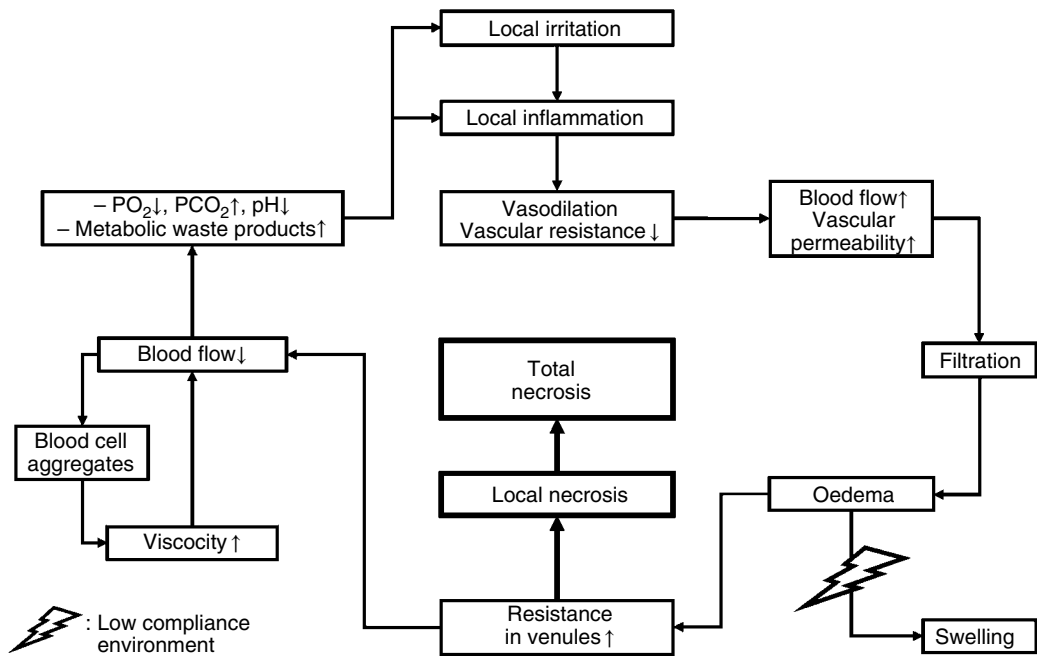 Local irritation
Local inflammation
– PO₂↓, PCO₂↑, pH↓
– Metabolic waste products↑
Vasodilation
Vascular resistance↓
Blood flow↑
Vascular
permeability↑
Blood flow↓
Total
necrosis
Filtration
Blood cell
aggregates
Local necrosis
Oedema
Viscocity↑
Resistance
in venules↑
Swelling
: Low compliance
environment